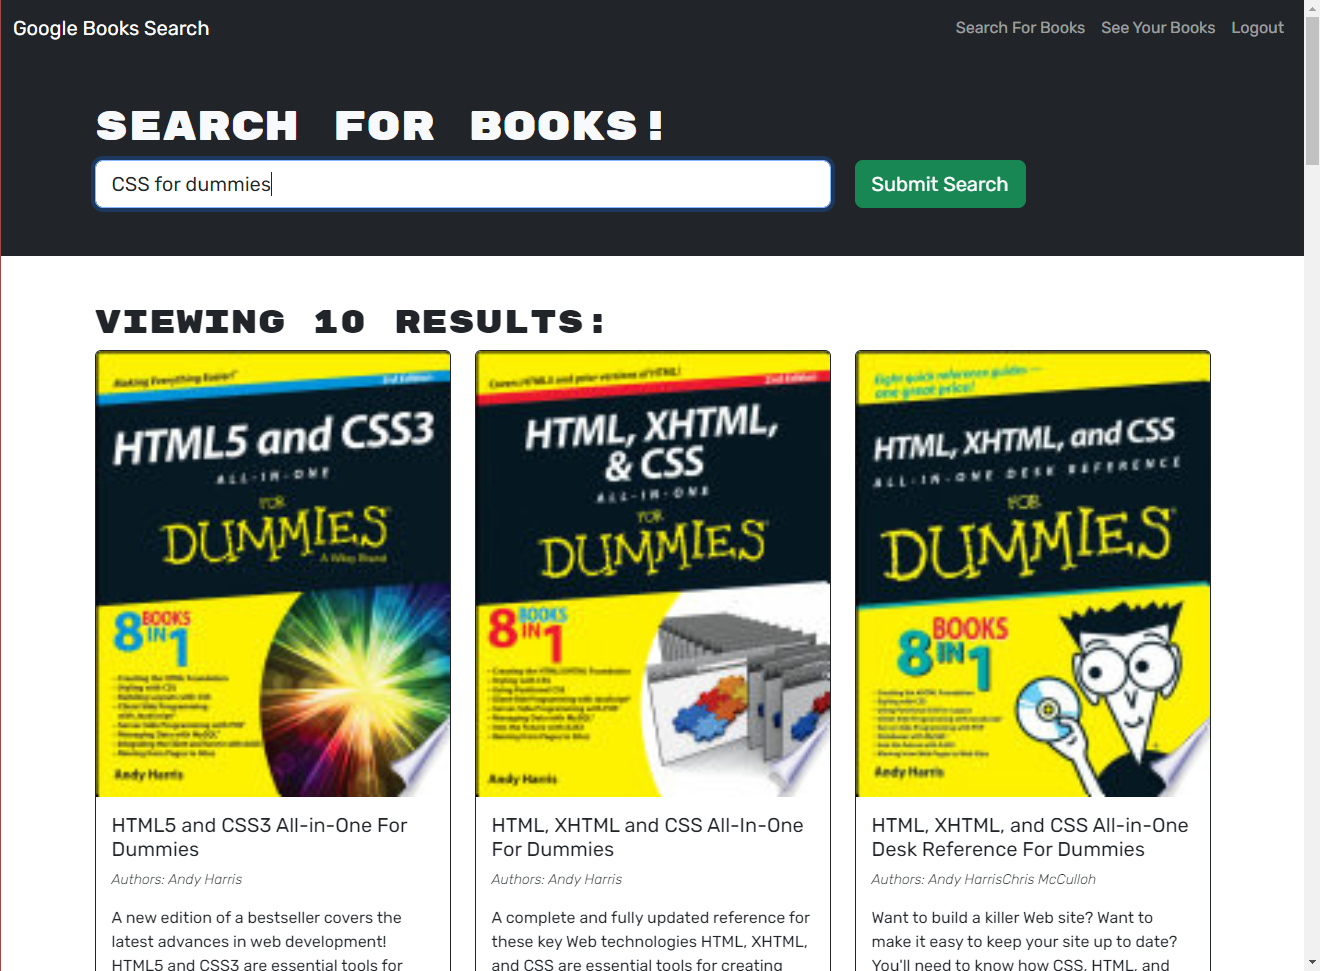 Google Books Search
Search For Books See Your Books Logout
SEARCH FOR BOOKS!
CSS for dummies
Submit Search
VIEWING 10 RESULTS:
Making Everything Easier!
3rd Edition
HTML5 and CSS3
ALL-IN-ONE
FOR
DUMMIES
A Wiley Brand
8 BOOKS
IN 1
Andy Harris
Covers HTML5 and prior versions of HTML!
2nd Edition
HTML, XHTML,
& CSS
ALL-IN-ONE
FOR
DUMMIES
8 BOOKS
IN 1
Andy Harris
Eight quick reference guides —
one great price!
HTML, XHTML, and CSS
ALL-IN-ONE DESK REFERENCE
FOR
DUMMIES
8 BOOKS
IN 1
Andy Harris
HTML5 and CSS3 All-in-One For
Dummies
Authors: Andy Harris
A new edition of a bestseller covers the
latest advances in web development!
HTML5 and CSS3 are essential tools for
HTML, XHTML and CSS All-In-One
For Dummies
Authors: Andy Harris
A complete and fully updated reference for
these key Web technologies HTML, XHTML,
and CSS are essential tools for creating
HTML, XHTML, and CSS All-in-One
Desk Reference For Dummies
Authors: Andy HarrisChris McCulloh
Want to build a killer Web site? Want to
make it easy to keep your site up to date?
You'll need to know how CSS, HTML, and